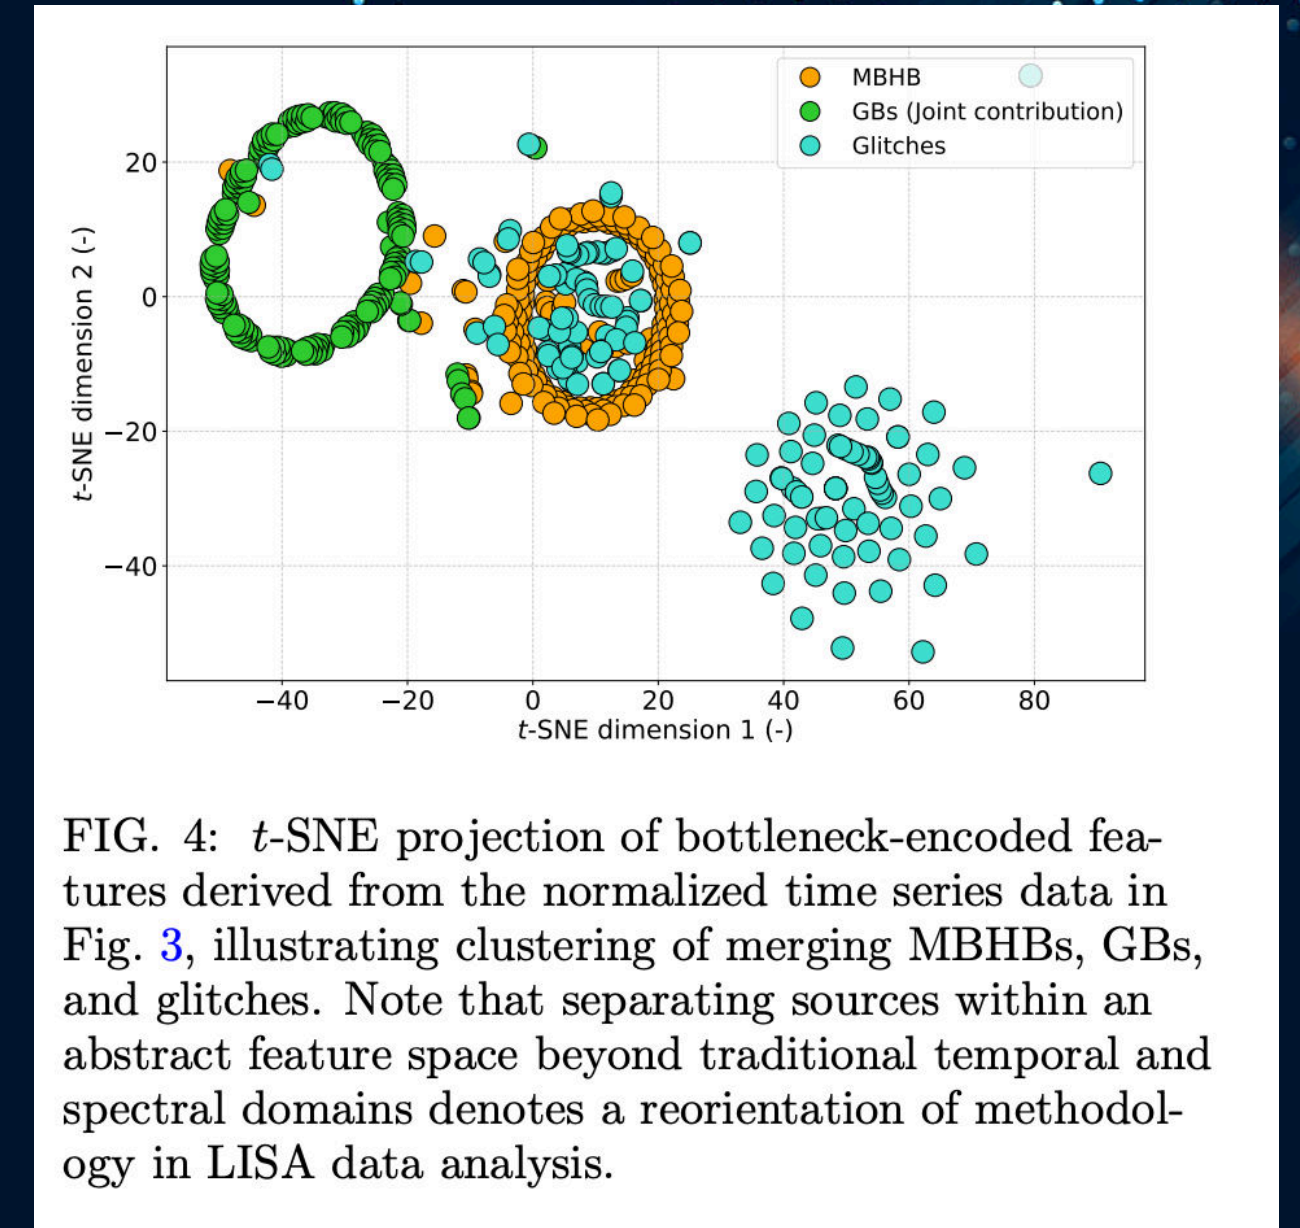 MBHB
GBs (Joint contribution)
Glitches
20
0
−20
−40
t-SNE dimension 2 (-)
−40 −20 0 20 40 60 80
t-SNE dimension 1 (-)
FIG. 4: t-SNE projection of bottleneck-encoded fea-
tures derived from the normalized time series data in
Fig. 3, illustrating clustering of merging MBHBs, GBs,
and glitches. Note that separating sources within an
abstract feature space beyond traditional temporal and
spectral domains denotes a reorientation of methodol-
ogy in LISA data analysis.